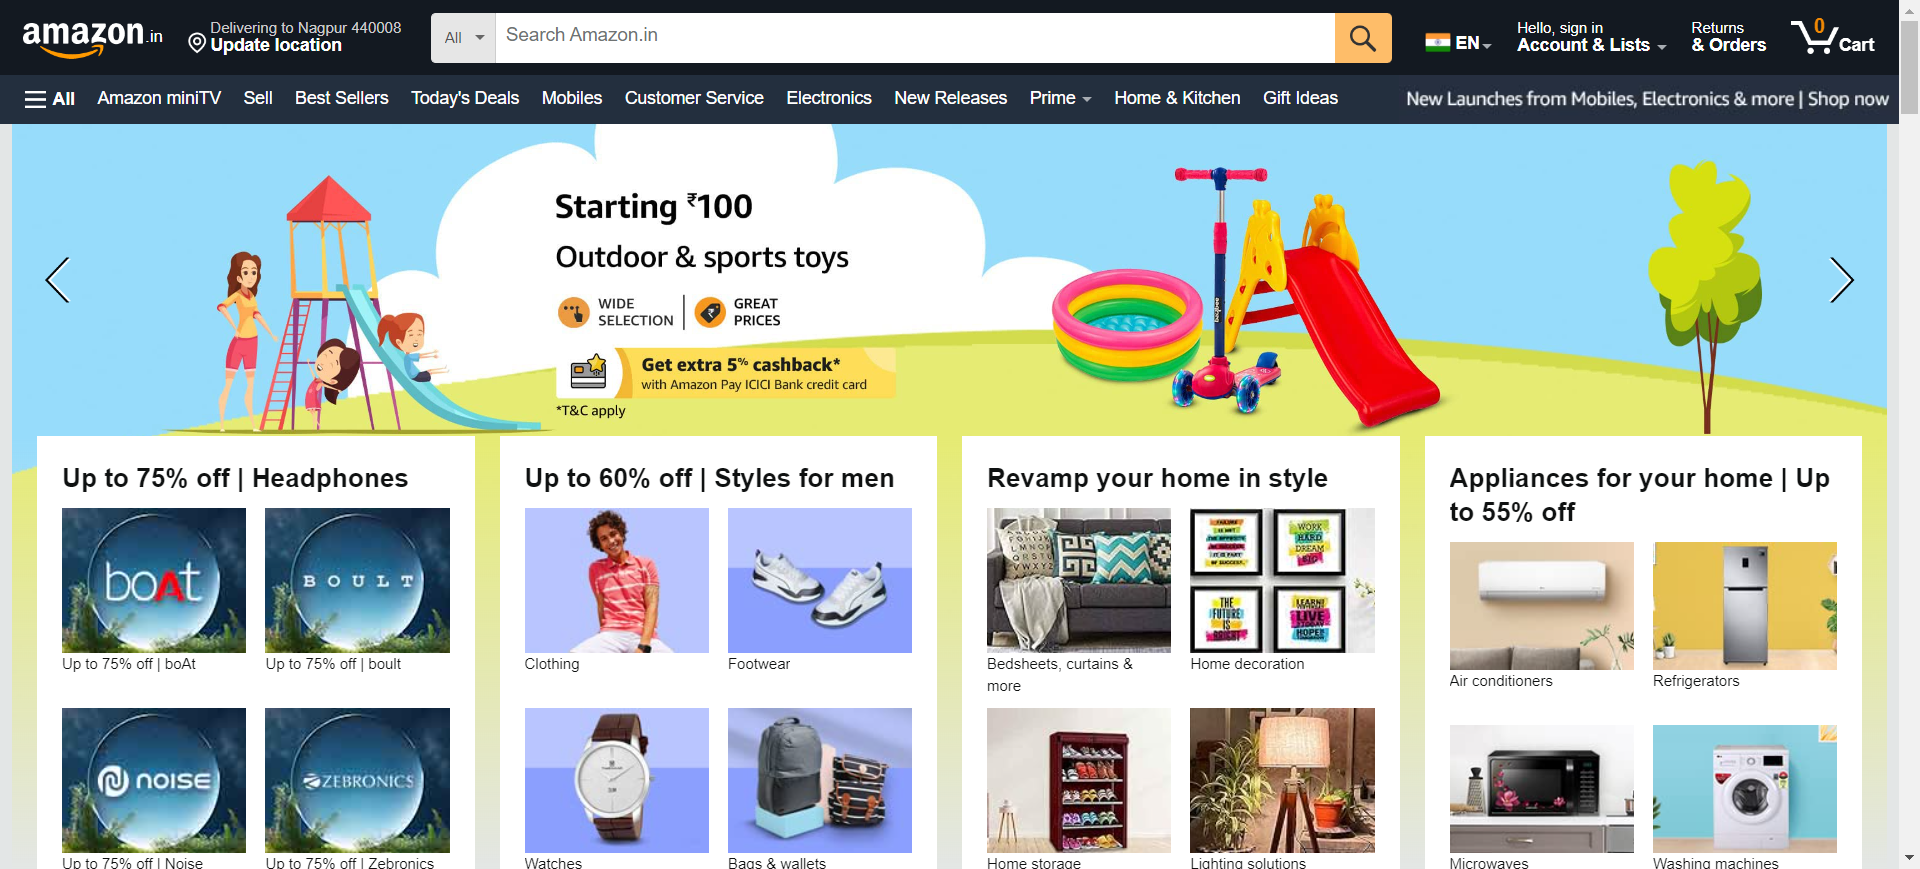 amazon.in
Delivering to Nagpur 440008
Update location
All
Search Amazon.in
EN
Hello, sign in
Account & Lists
Returns
& Orders
0
Cart
All
Amazon miniTV
Sell
Best Sellers
Today's Deals
Mobiles
Customer Service
Electronics
New Releases
Prime
Home & Kitchen
Gift Ideas
New Launches from Mobiles, Electronics & more | Shop now
Starting ₹100
Outdoor & sports toys
WIDE
SELECTION
GREAT
PRICES
Get extra 5% cashback*
with Amazon Pay ICICI Bank credit card
*T&C apply
Up to 75% off | Headphones
boAt
BOULT
Up to 75% off | boAt
Up to 75% off | boult
noise
ZEBRONICS
Up to 75% off | Noise
Up to 75% off | Zebronics
Up to 60% off | Styles for men
Clothing
Footwear
Watches
Bags & wallets
Revamp your home in style
WORK
HARD
DREAM
BIG
THE
FUTURE
IS
BRIGHT
LIVE
TODAY
HOPE
Bedsheets, curtains &
more
Home decoration
Home storage
Lighting solutions
Appliances for your home | Up
to 55% off
Air conditioners
Refrigerators
Microwaves
Washing machines